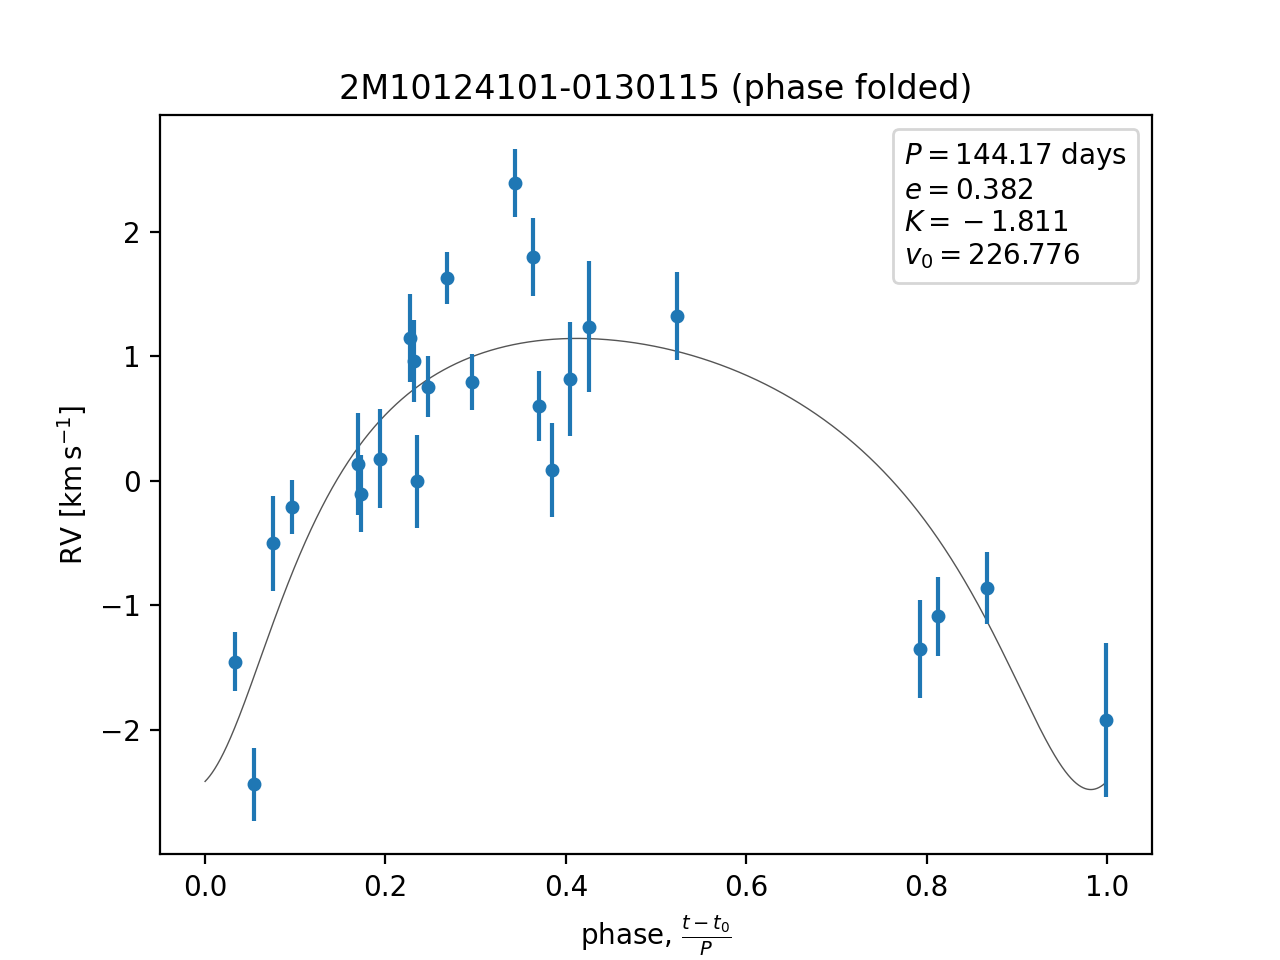 2M10124101-0130115 (phase folded)
P = 144.17 days
e = 0.382
K = −1.811
v₀ = 226.776
RV [km s⁻¹]
2
1
0
−1
−2
0.0 0.2 0.4 0.6 0.8 1.0
phase, (t − t₀)/P